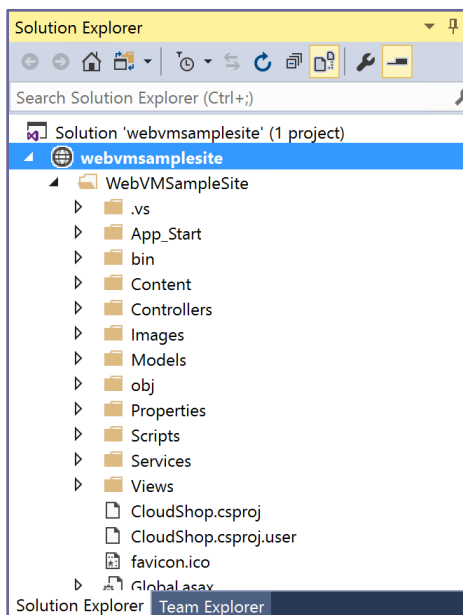 Solution Explorer
Search Solution Explorer (Ctrl+;)
Solution 'webvmsamplesite' (1 project)
webvmsamplesite
WebVMSampleSite
.vs
App_Start
bin
Content
Controllers
Images
Models
obj
Properties
Scripts
Services
Views
CloudShop.csproj
CloudShop.csproj.user
favicon.ico
Global.asax
Solution Explorer Team Explorer